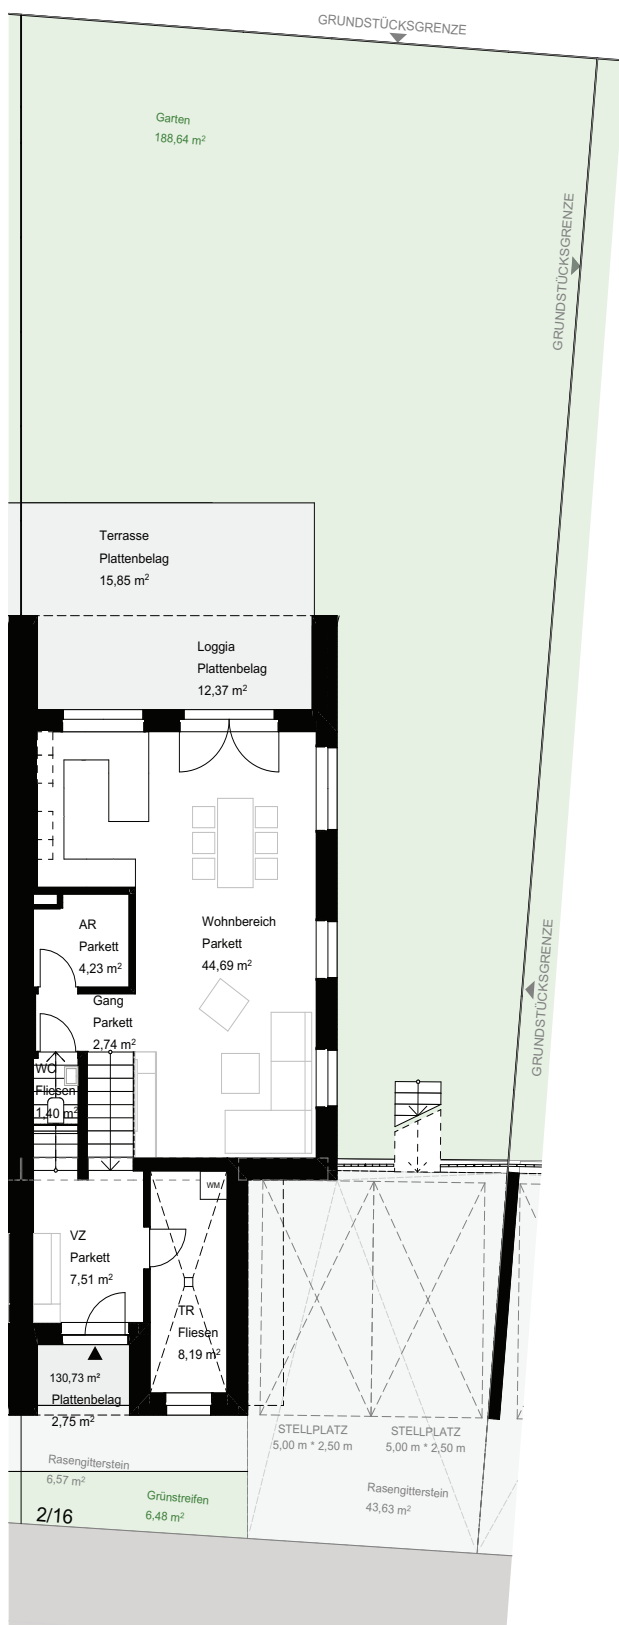 GRUNDSTÜCKSGRENZE
Garten
188,64 m²
GRUNDSTÜCKSGRENZE
Terrasse
Plattenbelag
15,85 m²
Loggia
Plattenbelag
12,37 m²
Wohnbereich
Parkett
44,69 m²
AR
Parkett
4,23 m²
Gang
Parkett
2,74 m²
GRUNDSTÜCKSGRENZE
WC
Fliesen
1,40 m²
WM
VZ
Parkett
7,51 m²
TR
Fliesen
8,19 m²
130,73 m²
Plattenbelag
2,75 m²
STELLPLATZ
5,00 m * 2,50 m
STELLPLATZ
5,00 m * 2,50 m
Rasengitterstein
6,57 m²
Rasengitterstein
43,63 m²
Grünstreifen
6,48 m²
2/16